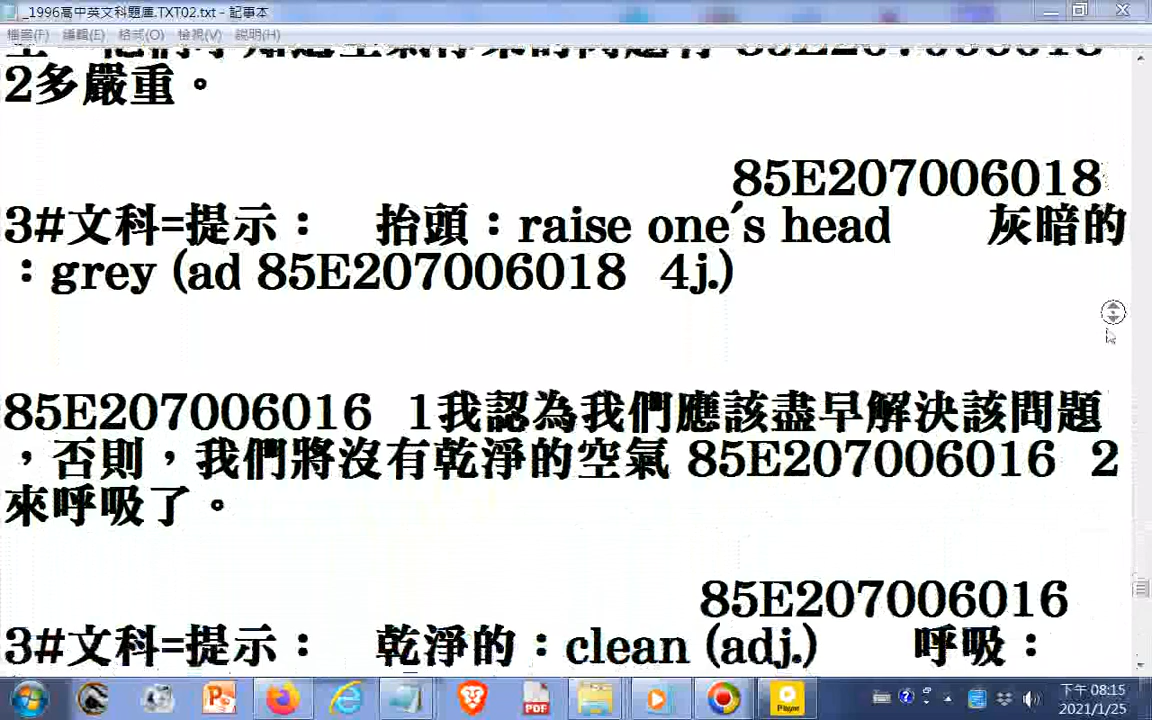 _1996高中英文科題庫.TXT02.txt - 記事本
檔案(F) 編輯(E) 格式(O) 檢視(V) 說明(H)
2多嚴重。
85E207006018
3#文科=提示： 抬頭：raise one's head 灰暗的
：grey (ad 85E207006018 4j.)
85E207006016 1我認為我們應該盡早解決該問題
，否則，我們將沒有乾淨的空氣 85E207006016 2
來呼吸了。
85E207006016
3#文科=提示： 乾淨的：clean (adj.) 呼吸：
PDF
Player
下午 08:15
2021/1/25